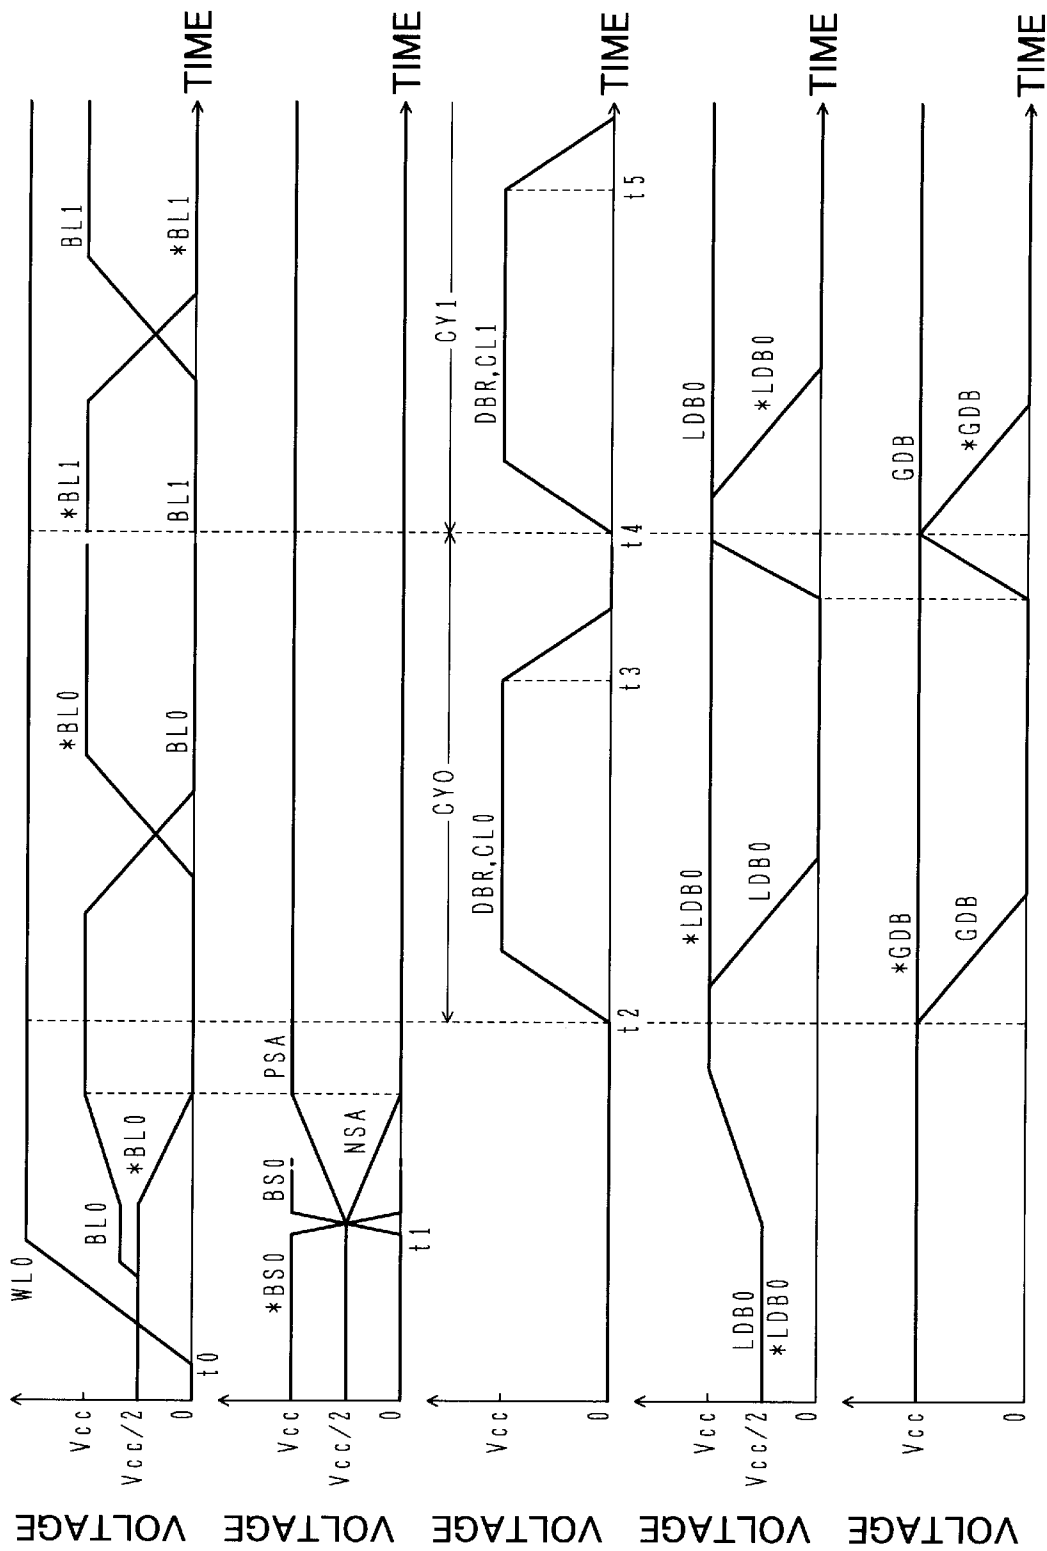 VOLTAGE
Vcc
Vcc/2
0
WL0
t0
BL0
*BL0
*BL0
BL0
*BL1
BL1
BL1
*BL1
TIME
VOLTAGE
Vcc
Vcc/2
0
*BS0
BS0
t1
PSA
NSA
TIME
CY0
CY1
VOLTAGE
Vcc
0
DBR,CL0
DBR,CL1
t2
t3
t4
t5
TIME
VOLTAGE
Vcc
Vcc/2
0
LDB0
*LDB0
*LDB0
LDB0
LDB0
*LDB0
TIME
VOLTAGE
Vcc
0
*GDB
GDB
GDB
*GDB
TIME